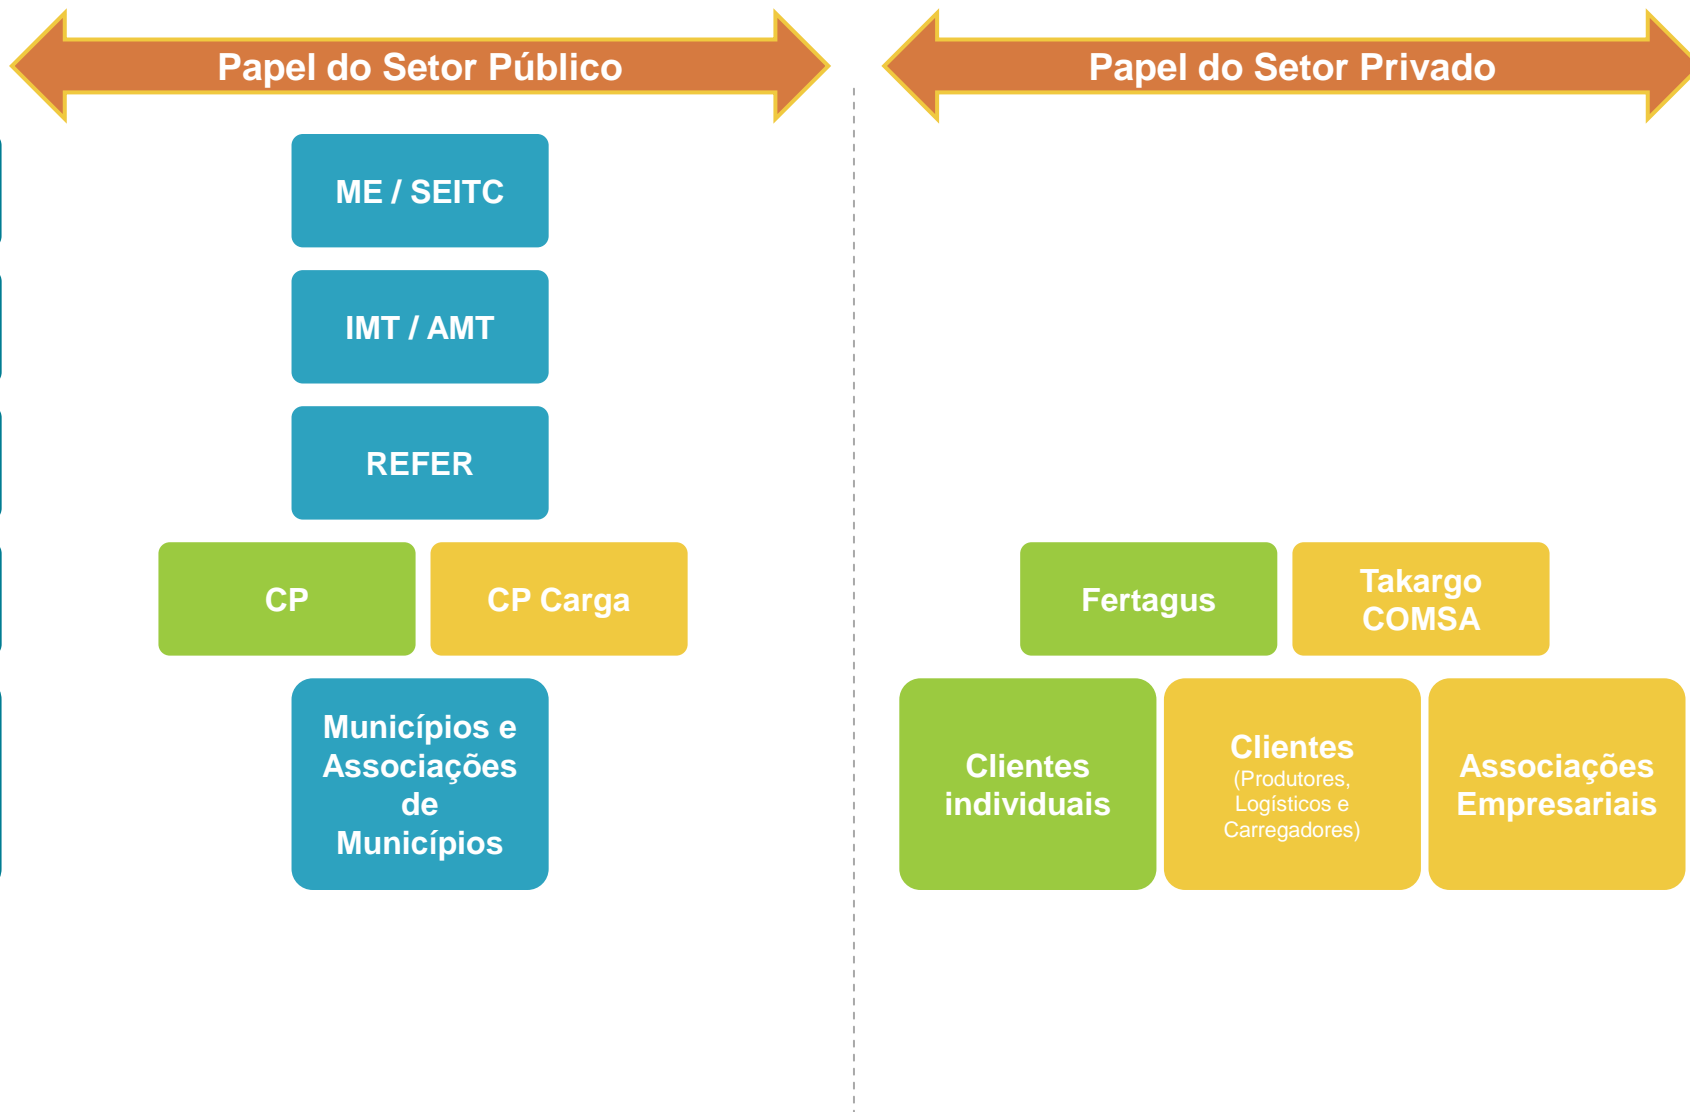 Papel do Setor Público
Papel do Setor Privado
ME / SEITC
IMT / AMT
REFER
CP
CP Carga
Fertagus
Takargo
COMSA
Municípios e
Associações
de
Municípios
Clientes
individuais
Clientes
(Produtores,
Logísticos e
Carregadores)
Associações
Empresariais